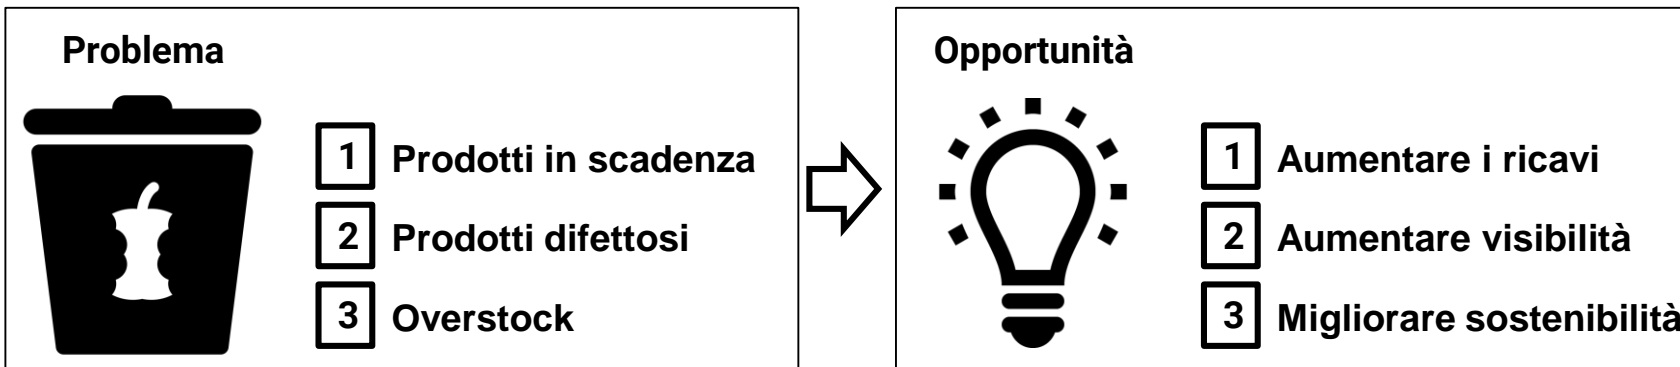 Problema
1 Prodotti in scadenza
2 Prodotti difettosi
3 Overstock
Opportunità
1 Aumentare i ricavi
2 Aumentare visibilità
3 Migliorare sostenibilità